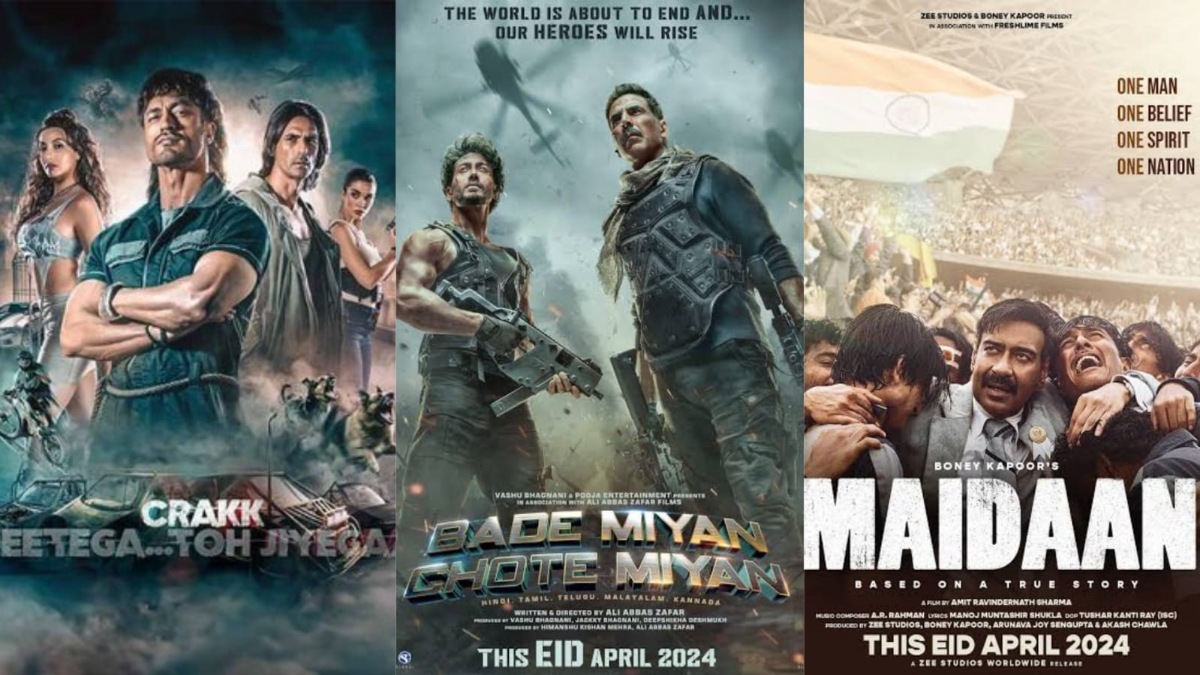 CRAKK
EETEGA...TOH JIYEGA
THE WORLD IS ABOUT TO END AND...
OUR HEROES WILL RISE
VASHU BHAGNANI & POOJA ENTERTAINMENT PRESENTS
IN ASSOCIATION WITH ALI ABBAS ZAFAR FILMS
BADE MIYAN
CHOTE MIYAN
HINDI, TAMIL, TELUGU, MALAYALAM, KANNADA
WRITTEN & DIRECTED BY ALI ABBAS ZAFAR
PRODUCED BY VASHU BHAGNANI, JACKKY BHAGNANI, DEEPSHIKHA DESHMUKH
PRODUCED BY HIMANSHU KISHAN MEHRA, ALI ABBAS ZAFAR
THIS EID APRIL 2024
ZEE STUDIOS & BONEY KAPOOR PRESENT
IN ASSOCIATION WITH FRESHLIME FILMS
ONE MAN
ONE BELIEF
ONE SPIRIT
ONE NATION
BONEY KAPOOR'S
MAIDAAN
BASED ON A TRUE STORY
A FILM BY AMIT RAVINDERNATH SHARMA
MUSIC COMPOSER A.R. RAHMAN LYRICS MANOJ MUNTASHIR SHUKLA DOP TUSHAR KANTI RAY (ISC)
PRODUCED BY ZEE STUDIOS, BONEY KAPOOR, ARUNAVA JOY SENGUPTA & AKASH CHAWLA
THIS EID APRIL 2024
A ZEE STUDIOS WORLDWIDE RELEASE